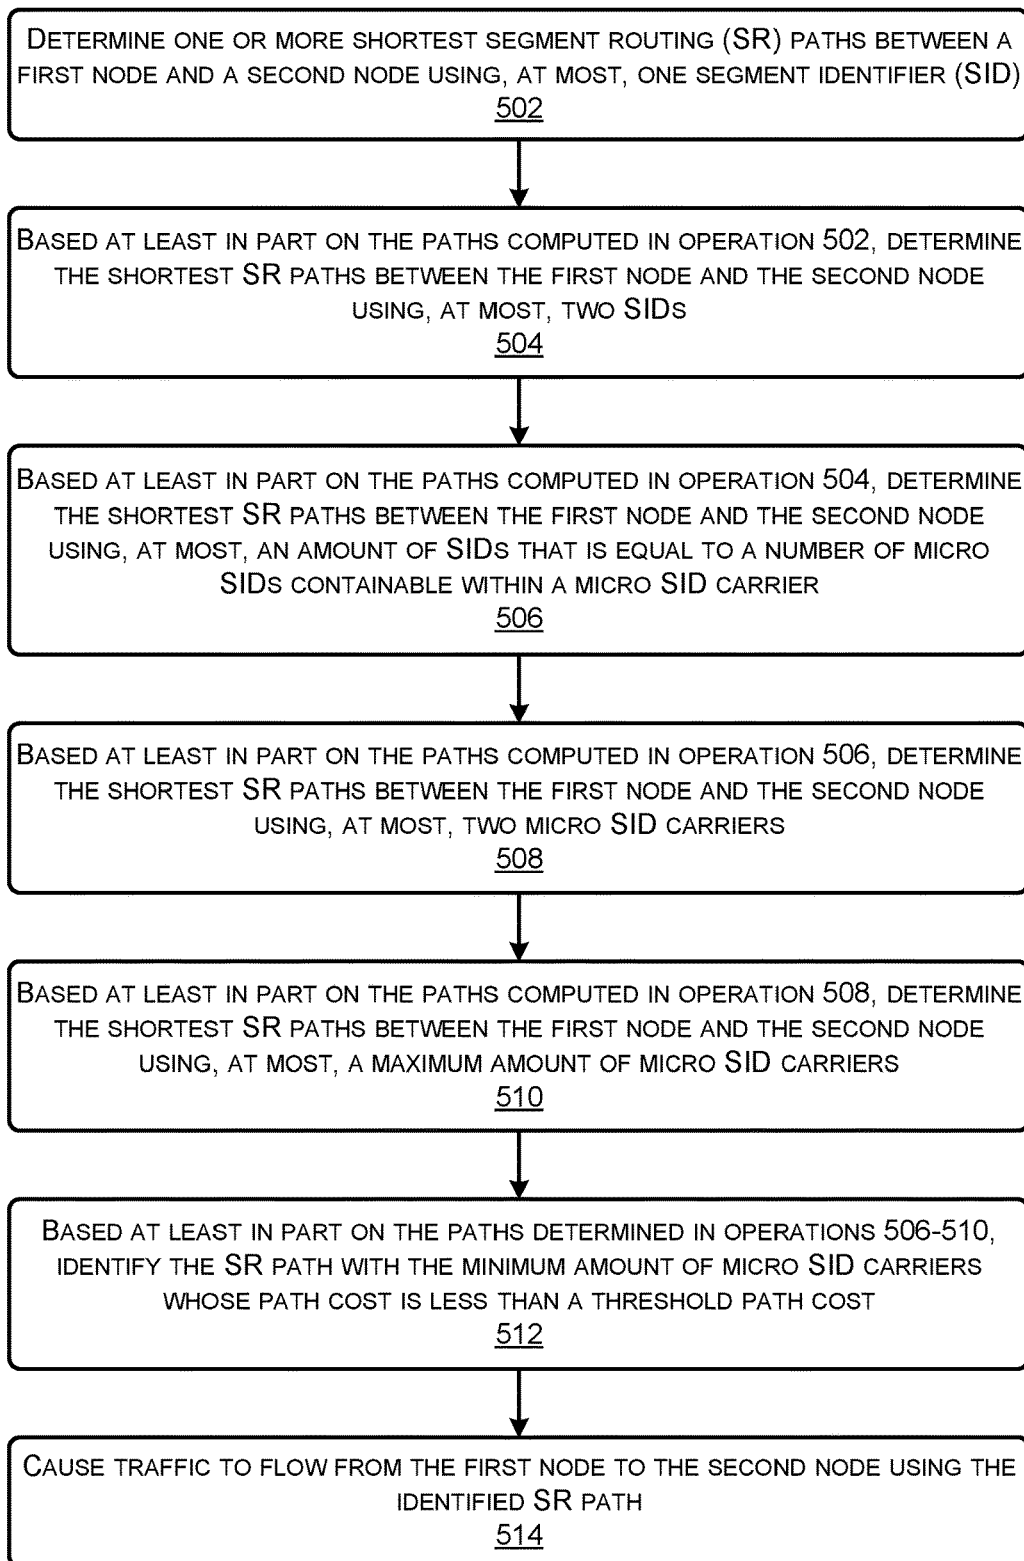 DETERMINE ONE OR MORE SHORTEST SEGMENT ROUTING (SR) PATHS BETWEEN A
FIRST NODE AND A SECOND NODE USING, AT MOST, ONE SEGMENT IDENTIFIER (SID)
502
BASED AT LEAST IN PART ON THE PATHS COMPUTED IN OPERATION 502, DETERMINE
THE SHORTEST SR PATHS BETWEEN THE FIRST NODE AND THE SECOND NODE
USING, AT MOST, TWO SIDS
504
BASED AT LEAST IN PART ON THE PATHS COMPUTED IN OPERATION 504, DETERMINE
THE SHORTEST SR PATHS BETWEEN THE FIRST NODE AND THE SECOND NODE
USING, AT MOST, AN AMOUNT OF SIDS THAT IS EQUAL TO A NUMBER OF MICRO
SIDS CONTAINABLE WITHIN A MICRO SID CARRIER
506
BASED AT LEAST IN PART ON THE PATHS COMPUTED IN OPERATION 506, DETERMINE
THE SHORTEST SR PATHS BETWEEN THE FIRST NODE AND THE SECOND NODE
USING, AT MOST, TWO MICRO SID CARRIERS
508
BASED AT LEAST IN PART ON THE PATHS COMPUTED IN OPERATION 508, DETERMINE
THE SHORTEST SR PATHS BETWEEN THE FIRST NODE AND THE SECOND NODE
USING, AT MOST, A MAXIMUM AMOUNT OF MICRO SID CARRIERS
510
BASED AT LEAST IN PART ON THE PATHS DETERMINED IN OPERATIONS 506-510,
IDENTIFY THE SR PATH WITH THE MINIMUM AMOUNT OF MICRO SID CARRIERS
WHOSE PATH COST IS LESS THAN A THRESHOLD PATH COST
512
CAUSE TRAFFIC TO FLOW FROM THE FIRST NODE TO THE SECOND NODE USING THE
IDENTIFIED SR PATH
514